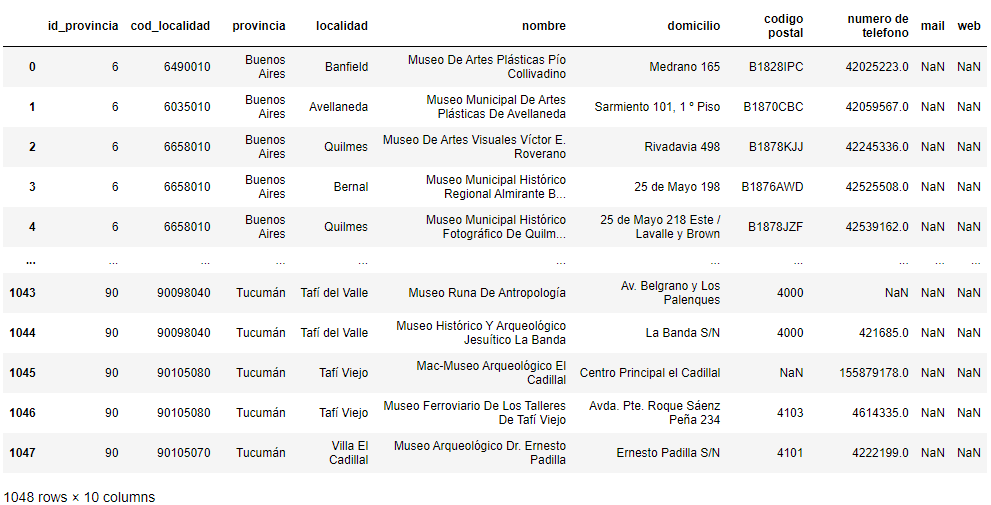 id_provincia cod_localidad provincia localidad nombre domicilio codigo postal numero de telefono mail web
0 6 6490010 Buenos Aires Banfield Museo De Artes Plásticas Pío Collivadino Medrano 165 B1828IPC 42025223.0 NaN NaN
1 6 6035010 Buenos Aires Avellaneda Museo Municipal De Artes Plásticas De Avellaneda Sarmiento 101, 1 º Piso B1870CBC 42059567.0 NaN NaN
2 6 6658010 Buenos Aires Quilmes Museo De Artes Visuales Víctor E. Roverano Rivadavia 498 B1878KJJ 42245336.0 NaN NaN
3 6 6658010 Buenos Aires Bernal Museo Municipal Histórico Regional Almirante B... 25 de Mayo 198 B1876AWD 42525508.0 NaN NaN
4 6 6658010 Buenos Aires Quilmes Museo Municipal Histórico Fotográfico De Quilm... 25 de Mayo 218 Este / Lavalle y Brown B1878JZF 42539162.0 NaN NaN
... ... ... ... ... ... ... ... ... ... ...
1043 90 90098040 Tucumán Tafí del Valle Museo Runa De Antropología Av. Belgrano y Los Palenques 4000 NaN NaN NaN
1044 90 90098040 Tucumán Tafí del Valle Museo Histórico Y Arqueológico Jesuítico La Banda La Banda S/N 4000 421685.0 NaN NaN
1045 90 90105080 Tucumán Tafí Viejo Mac-Museo Arqueológico El Cadillal Centro Principal el Cadillal NaN 155879178.0 NaN NaN
1046 90 90105080 Tucumán Tafí Viejo Museo Ferroviario De Los Talleres De Tafí Viejo Avda. Pte. Roque Sáenz Peña 234 4103 4614335.0 NaN NaN
1047 90 90105070 Tucumán Villa El Cadillal Museo Arqueológico Dr. Ernesto Padilla Ernesto Padilla S/N 4101 4222199.0 NaN NaN
1048 rows × 10 columns